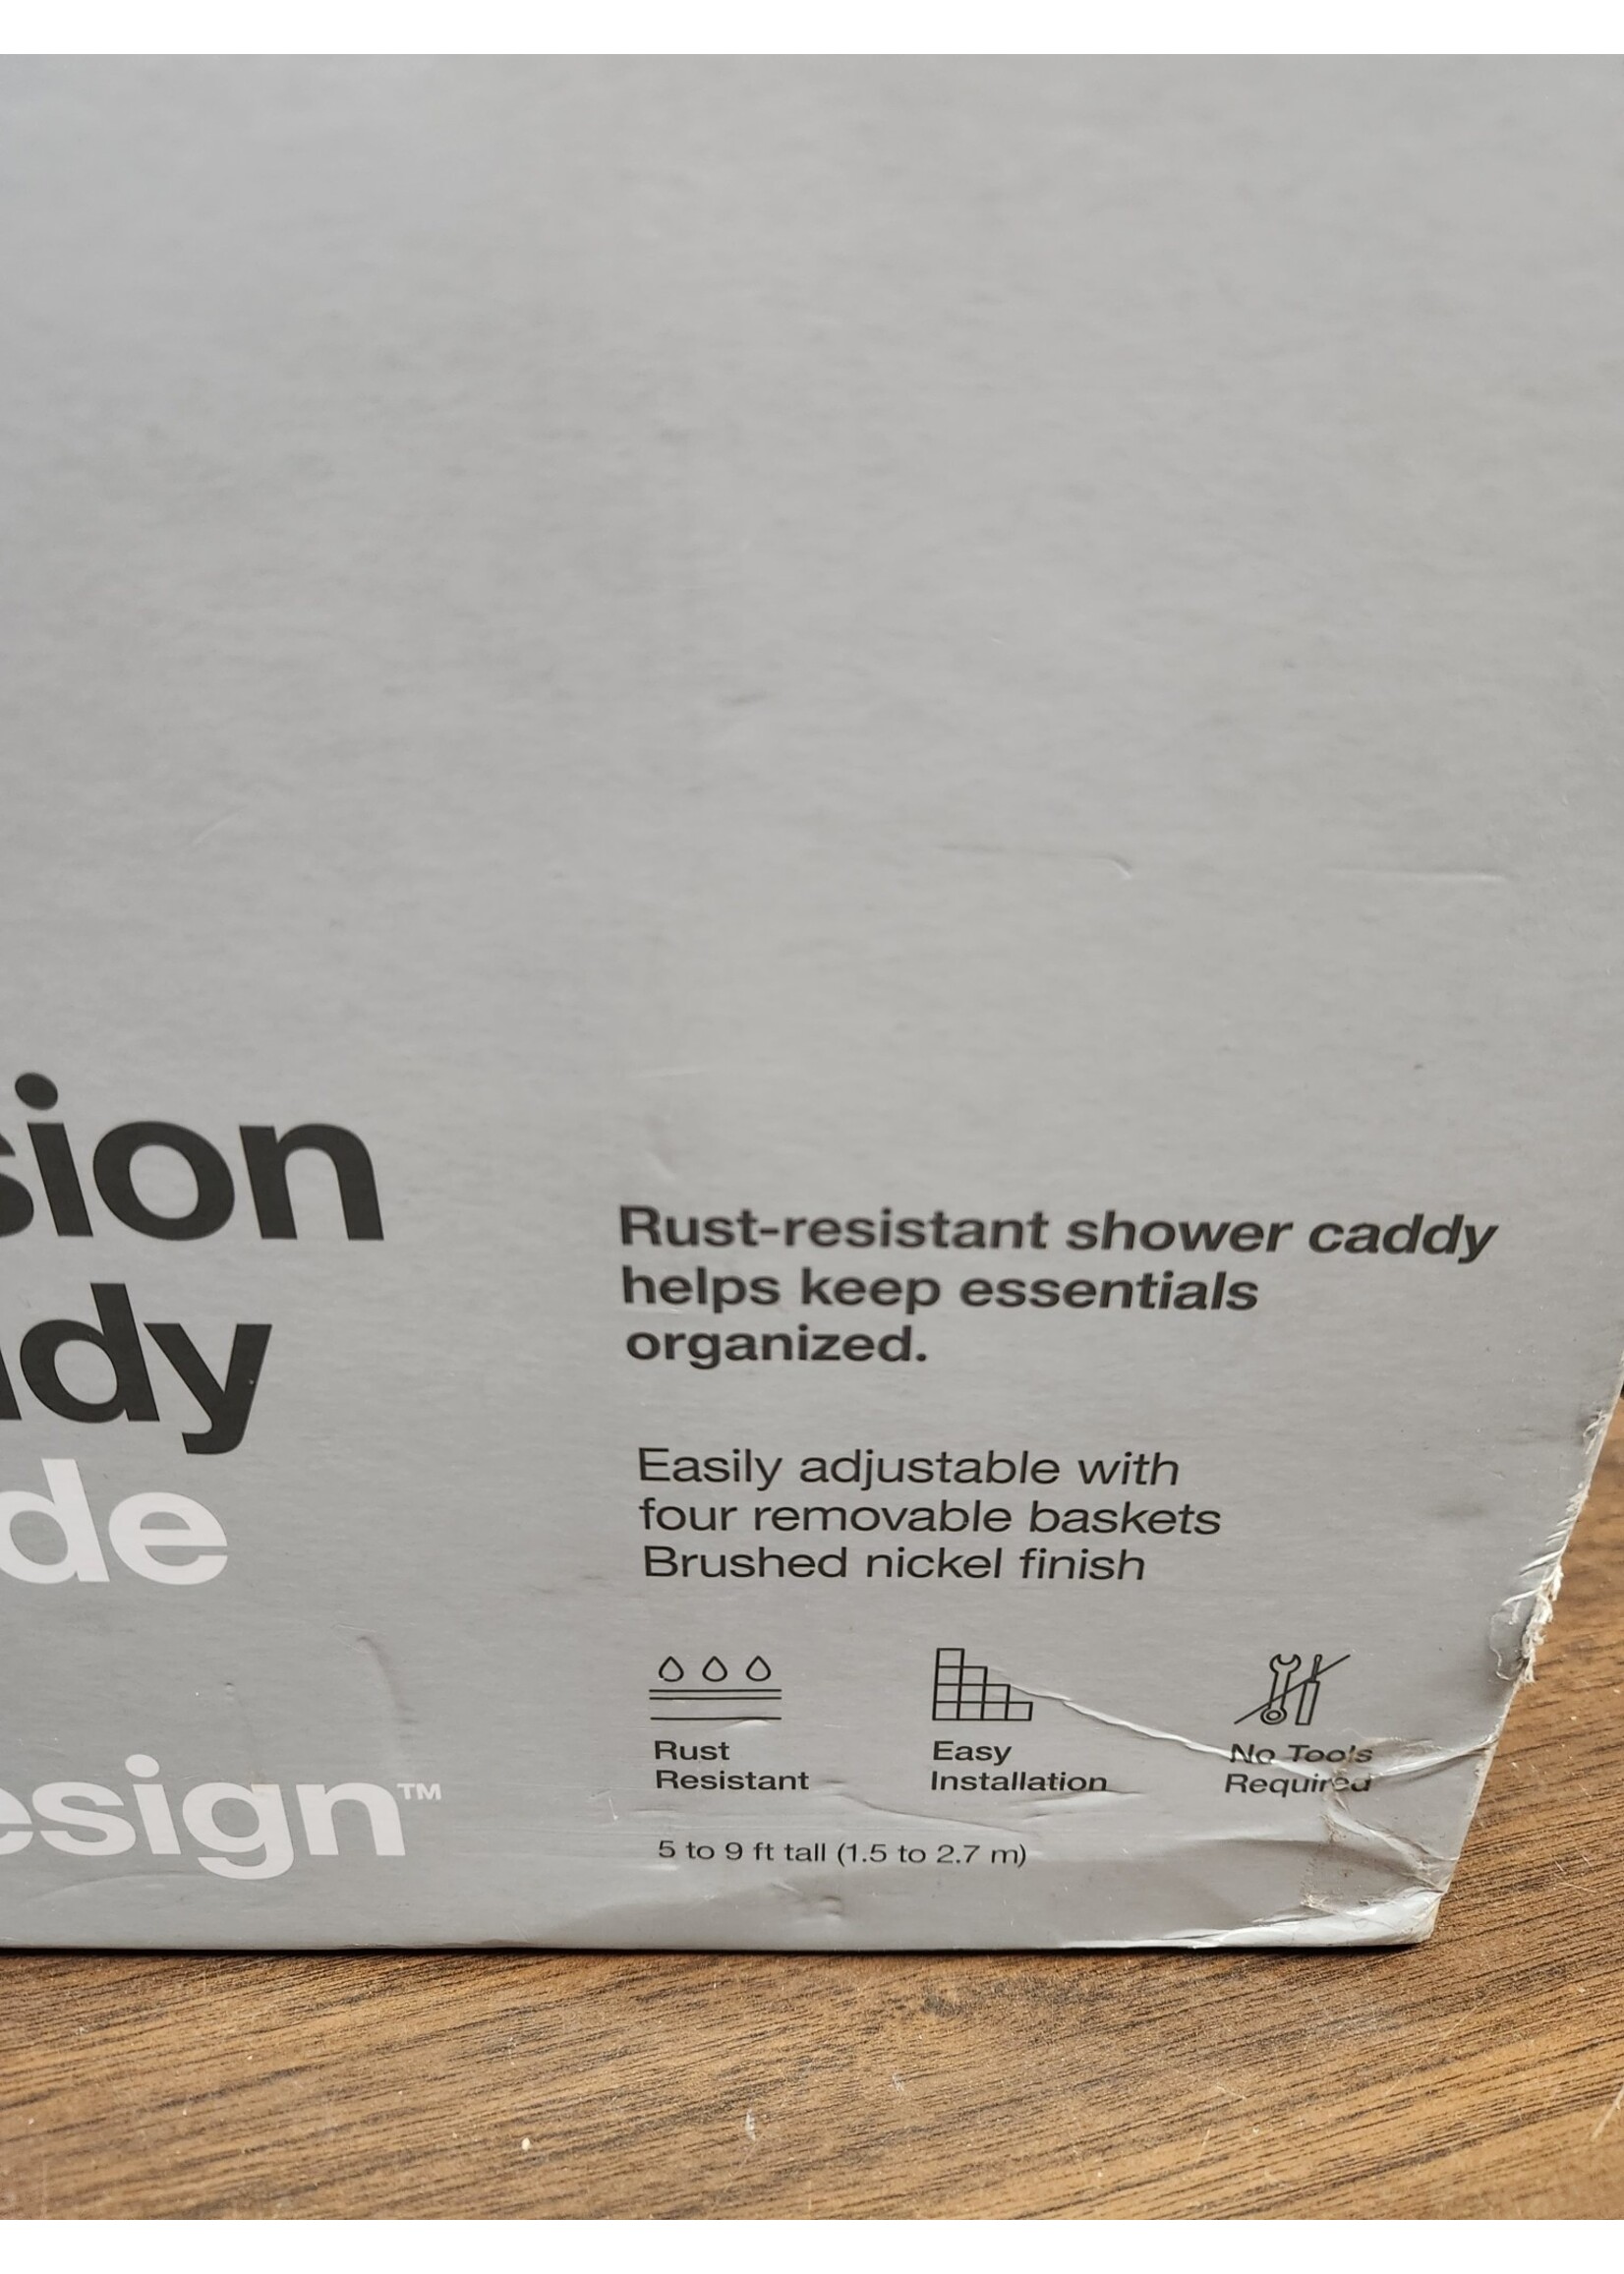 sion
dy
de
esign™
Rust-resistant shower caddy
helps keep essentials
organized.
Easily adjustable with
four removable baskets
Brushed nickel finish
Rust
Resistant
Easy
Installation
No Tools
Required
5 to 9 ft tall (1.5 to 2.7 m)